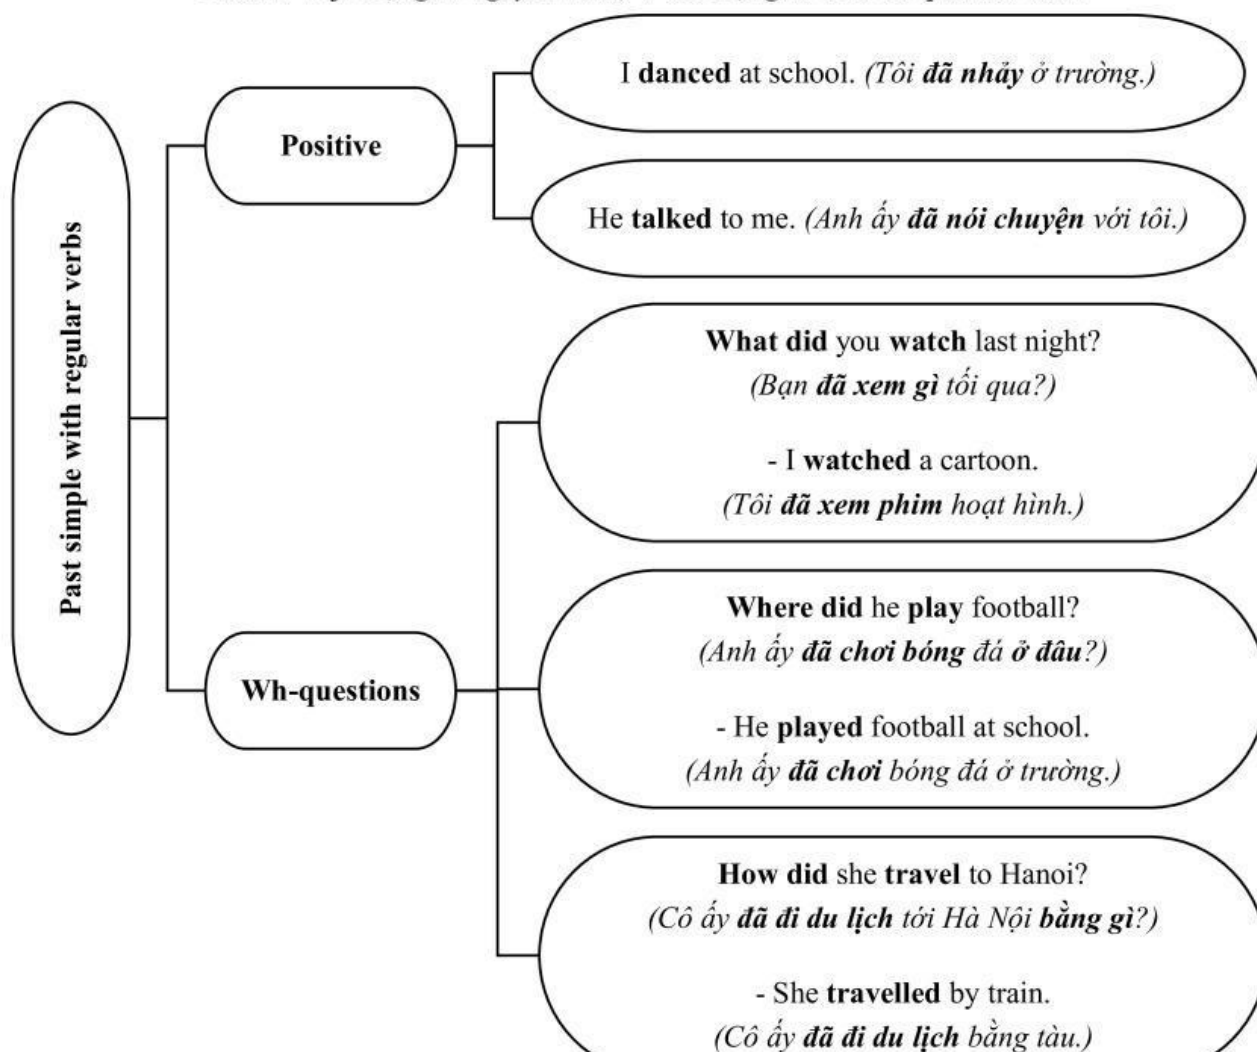 Past simple with regular verbs
Positive
I danced at school. (Tôi đã nhảy ở trường.)
He talked to me. (Anh ấy đã nói chuyện với tôi.)
Wh-questions
What did you watch last night?
(Bạn đã xem gì tối qua?)
- I watched a cartoon.
(Tôi đã xem phim hoạt hình.)
Where did he play football?
(Anh ấy đã chơi bóng đá ở đâu?)
- He played football at school.
(Anh ấy đã chơi bóng đá ở trường.)
How did she travel to Hanoi?
(Cô ấy đã đi du lịch tới Hà Nội bằng gì?)
- She travelled by train.
(Cô ấy đã đi du lịch bằng tàu.)